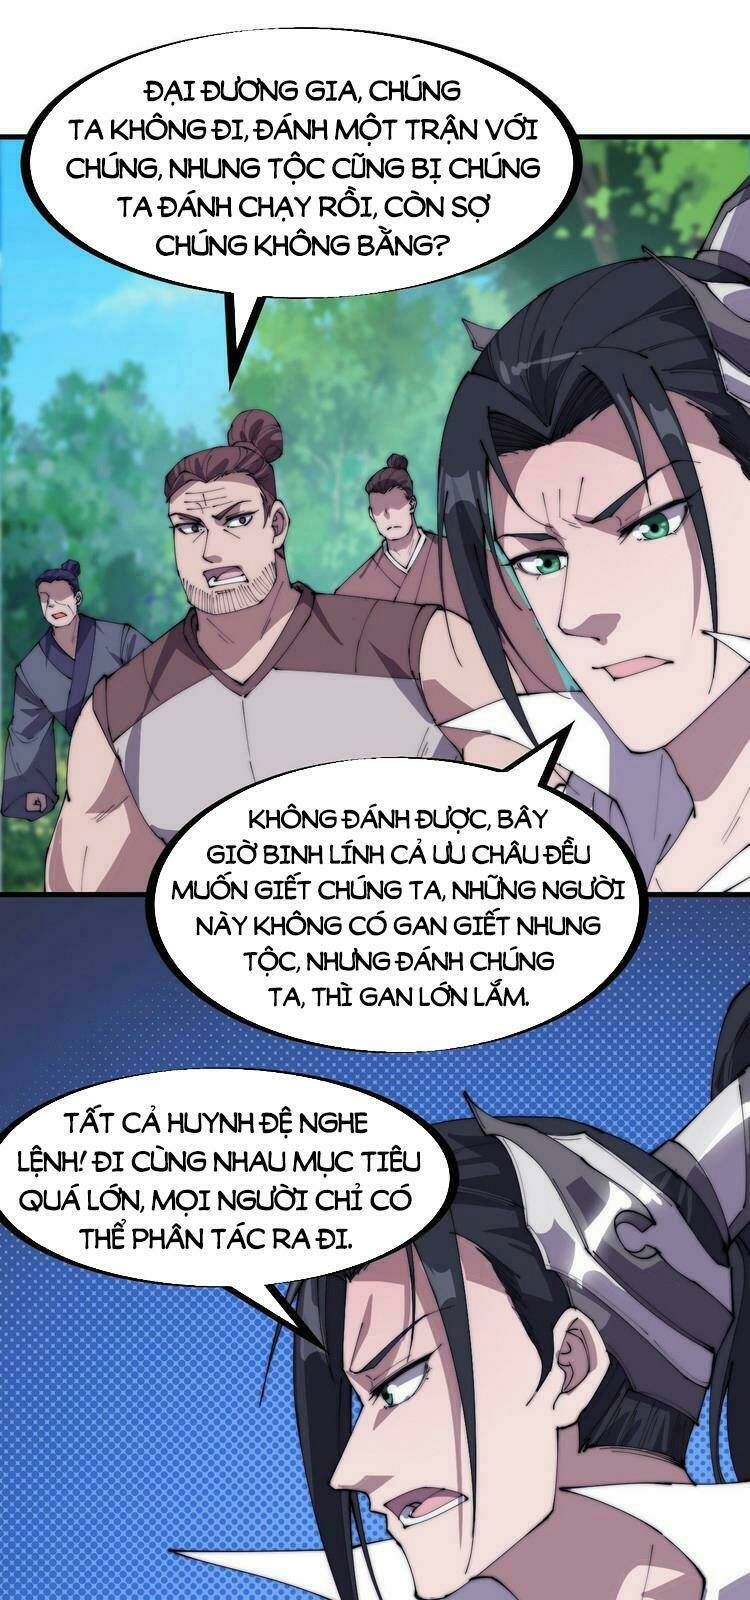 ĐẠI ĐƯƠNG GIA, CHÚNG
TA KHÔNG ĐI, ĐÁNH MỘT TRẬN VỚI
CHÚNG, NHUNG TỘC CŨNG BỊ CHÚNG
TA ĐÁNH CHẠY RỒI, CÒN SỢ
CHÚNG KHÔNG BẰNG?
KHÔNG ĐÁNH ĐƯỢC, BÂY
GIỜ BINH LÍNH CẢ ƯU CHÂU ĐỀU
MUỐN GIẾT CHÚNG TA, NHỮNG NGƯỜI
NÀY KHÔNG CÓ GAN GIẾT NHUNG
TỘC, NHƯNG ĐÁNH CHÚNG
TA, THÌ GAN LỚN LẮM.
TẤT CẢ HUYNH ĐỆ NGHE
LỆNH! ĐI CÙNG NHAU MỤC TIÊU
QUÁ LỚN, MỌI NGƯỜI CHỈ CÓ
THỂ PHÂN TÁC RA ĐI.